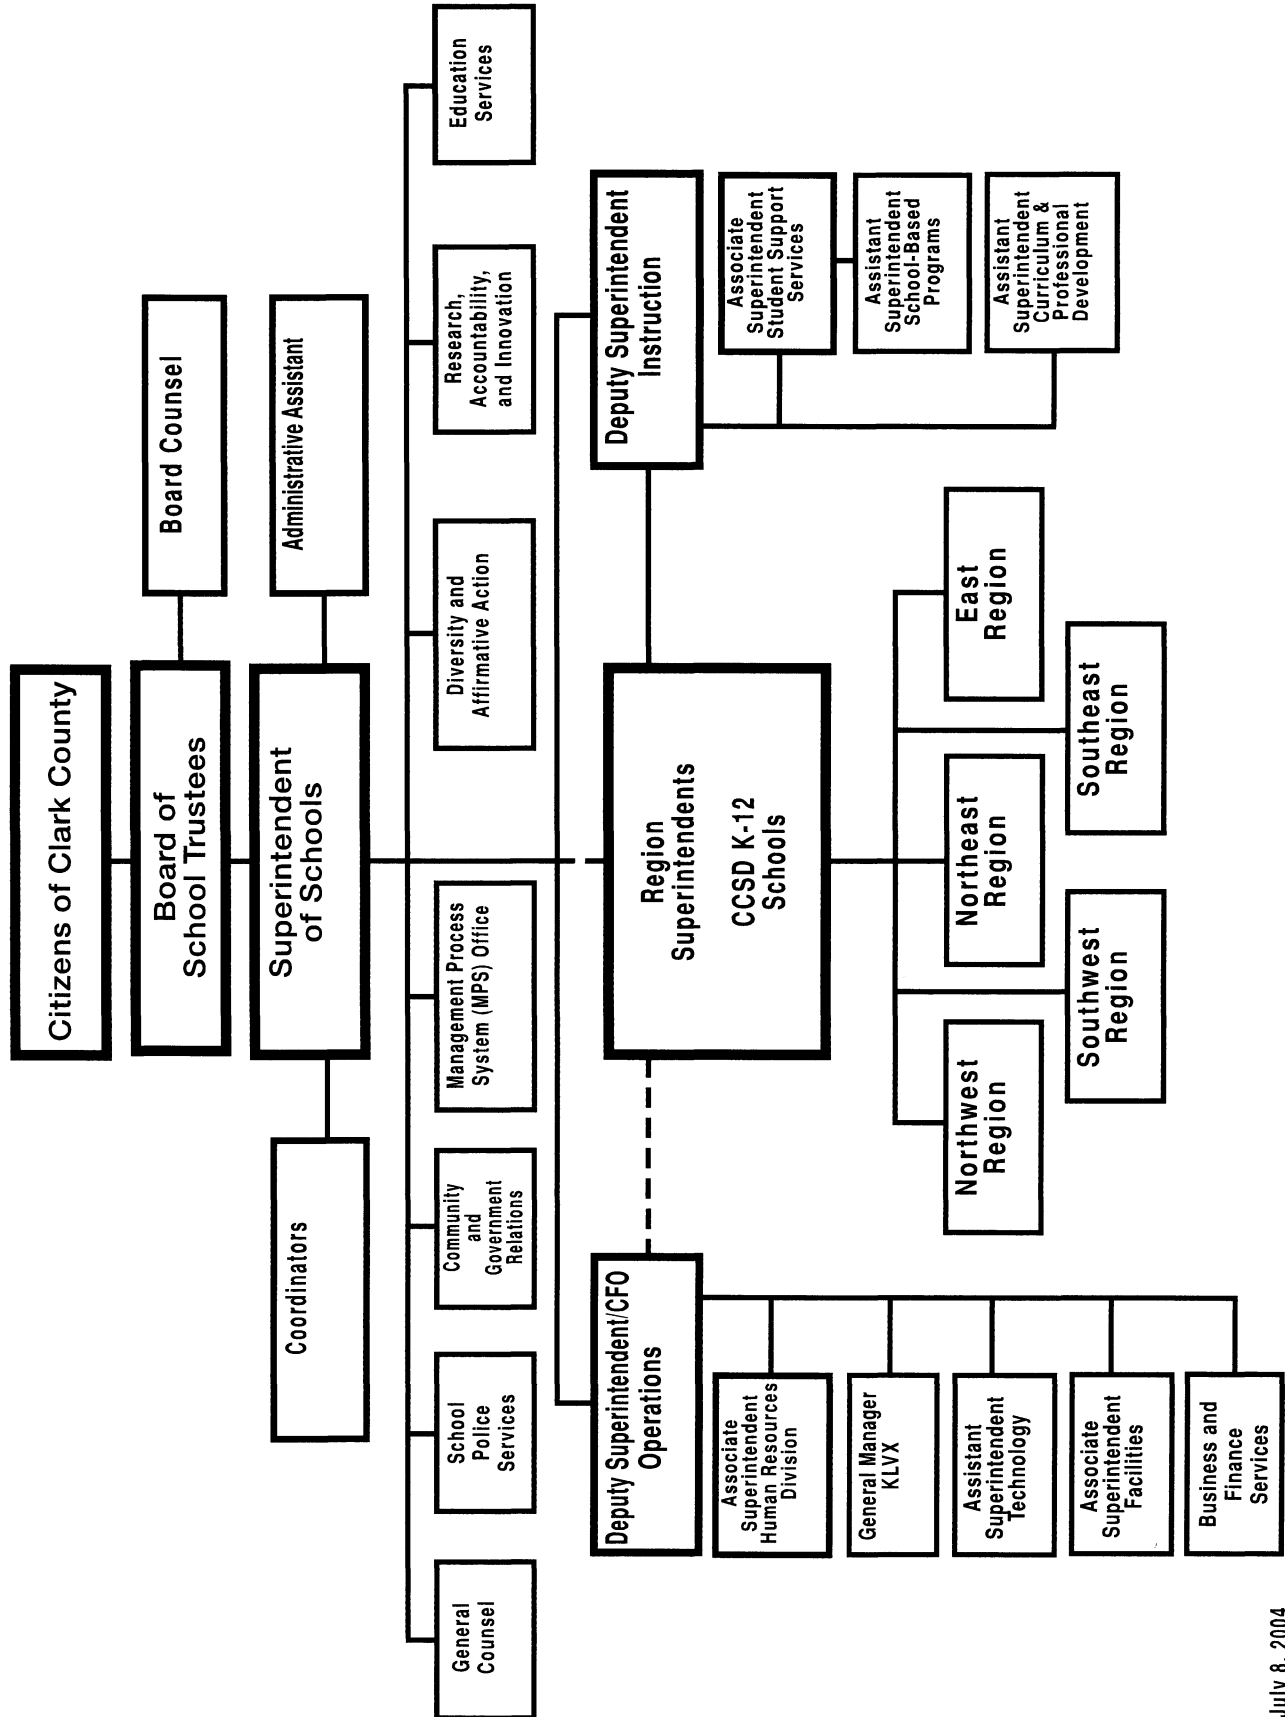 Citizens of Clark County
Board of
School Trustees
Board Counsel
Superintendent
of Schools
Coordinators
Administrative Assistant
General
Counsel
School
Police
Services
Community
and
Government
Relations
Management Process
System (MPS) Office
Diversity and
Affirmative Action
Research,
Accountability,
and Innovation
Education
Services
Deputy Superintendent/CFO
Operations
Region
Superintendents
CCSD K-12
Schools
Deputy Superintendent
Instruction
Associate
Superintendent
Human Resources
Division
General Manager
KLVX
Assistant
Superintendent
Technology
Associate
Superintendent
Facilities
Business and
Finance
Services
Northwest
Region
Northeast
Region
East
Region
Southwest
Region
Southeast
Region
Associate
Superintendent
Student Support
Services
Assistant
Superintendent
School-Based
Programs
Assistant
Superintendent
Curriculum &
Professional
Development
July 8, 2004